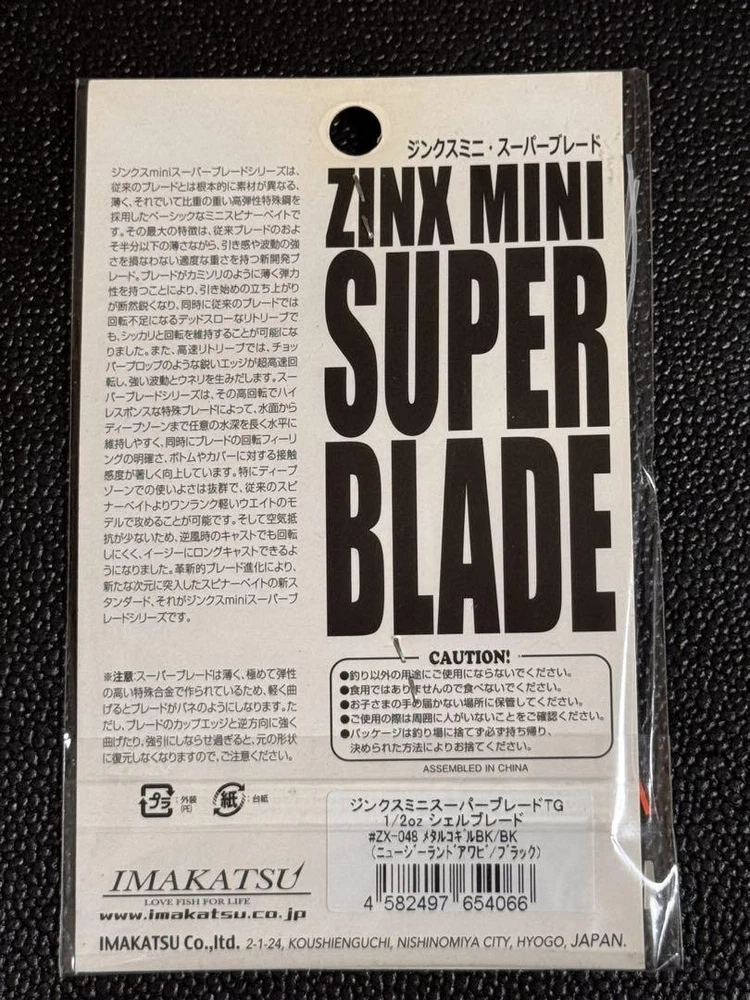 ジンクスミニ・スーパーブレード
ZINX MINI
SUPER
BLADE
ジンクスminiスーパーブレードシリーズは、
従来のブレードとは根本的に素材が異なる、
薄く、それでいて比重の重い高弾性特殊鋼を
採用したベーシックなミニスピナーベイトで
す。その最大の特徴は、従来ブレードのおよ
そ半分以下の薄さながら、引き感や波動の強
さを損なわない適度な重さを持つ新開発ブ
レード。ブレードがカミソリのように薄く弾力
性を持つことにより、引き始めの立ち上がり
が断然鋭くなり、同時に従来のブレードでは
回転不足になるデッドスローなリトリーブで
も、シッカリと回転を維持することが可能にな
りました。また、高速リトリーブでは、チョッ
パープロップのような鋭いエッジが超高速回
転し、強い波動とウネリを生みだします。スー
パーブレードシリーズは、その高回転でハイ
レスポンスな特殊ブレードによって、水面から
ディープゾーンまで任意の水深を長く水平に
維持しやすく、同時にブレードの回転フィーリ
ングの明確さ、ボトムやカバーに対する接触
感度が著しく向上しています。特にディープ
ゾーンでの使いよさは抜群で、従来のスピ
ナーベイトよりワンランク軽いウエイトのモ
デルで攻めることが可能です。そして空気抵
抗が少ないため、逆風時のキャストでも回転
しにくく、イージーにロングキャストできるよ
うになりました。革新的ブレード進化により、
新たな次元に突入したスピナーベイトの新ス
タンダード、それがジンクスminiスーパーブ
レードシリーズです。
※注意:スーパーブレードは薄く、極めて弾性
の高い特殊合金で作られているため、軽く曲
げるとブレードがバネのようにしなります。た
だし、ブレードのカップエッジと逆方向に強く
曲げたり、強引にしならせ過ぎると、元の形状
に復元しなくなりますので、ご注意ください。
CAUTION!
●釣り以外の用途にご使用にならないでください。
●食用ではありませんので食べないでください。
●お子さまの手の届かない場所に保管してください。
●ご使用の際は周囲に人がいないことをご確認ください。
●パッケージは釣り場に捨てず必ず持ち帰り、
決められた方法によりお捨てください。
ASSEMBLED IN CHINA
プラ :外装
(PE)
紙 :台紙
ジンクスミニスーパーブレードTG
1/2oz シェルブレード
#ZX-048 ﾒﾀﾙｺｷﾞﾙBK/BK
(ﾆｭｰｼﾞｰﾗﾝﾄﾞｱﾜﾋﾞ/ﾌﾞﾗｯｸ)
4 582497 654066
IMAKATSU
LOVE FISH FOR LIFE
www.imakatsu.co.jp
IMAKATSU Co.,ltd. 2-1-24, KOUSHIENGUCHI, NISHINOMIYA CITY, HYOGO, JAPAN.